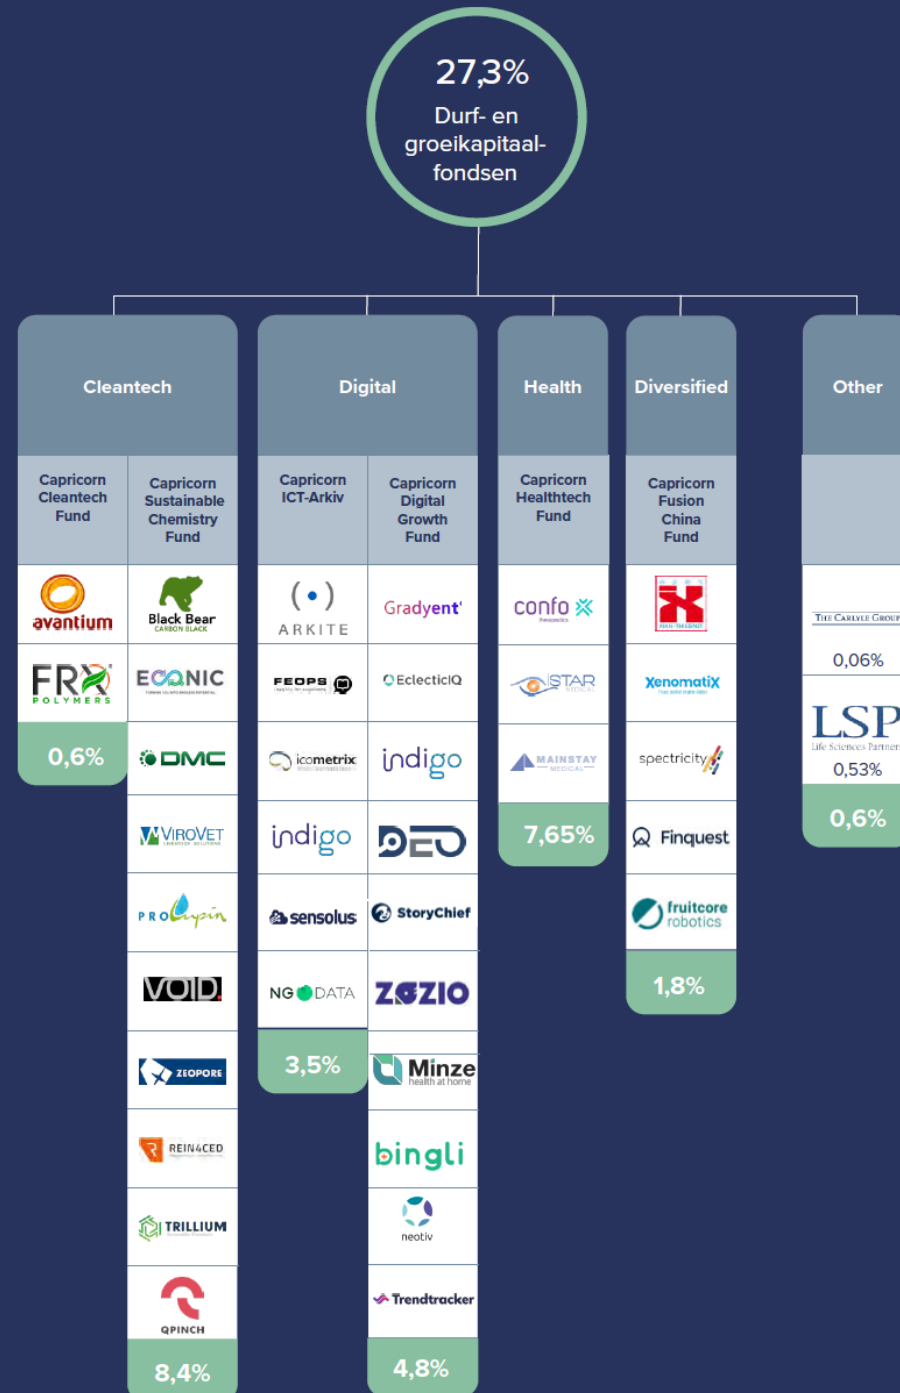 27,3%
Durf- en
groeikapitaal-
fondsen
Cleantech
Digital
Health
Diversified
Other
Capricorn
Cleantech
Fund
Capricorn
Sustainable
Chemistry
Fund
Capricorn
ICT-Arkiv
Capricorn
Digital
Growth
Fund
Capricorn
Healthtech
Fund
Capricorn
Fusion
China
Fund
avantium
FRX
POLYMERS
0,6%
Black Bear
CARBON BLACK
ECONIC
DMC
VIROVET
PROLupin
VOID.
ZEOPORE
REIN4CED
TRILLIUM
QPINCH
8,4%
ARKITE
FEOPS
icometrix
indigo
sensolus
NGDATA
3,5%
Gradyent
EclecticIQ
indigo
DEO
StoryChief
ZOZIO
Minze
health at home
bingli
neotiv
Trendtracker
4,8%
confo
therapeutics
iSTAR
MEDICAL
MAINSTAY
MEDICAL
7,65%
XenomatiX
spectricity
Finquest
fruitcore
robotics
1,8%
THE CARLYLE GROUP
0,06%
LSP
Life Sciences Partners
0,53%
0,6%